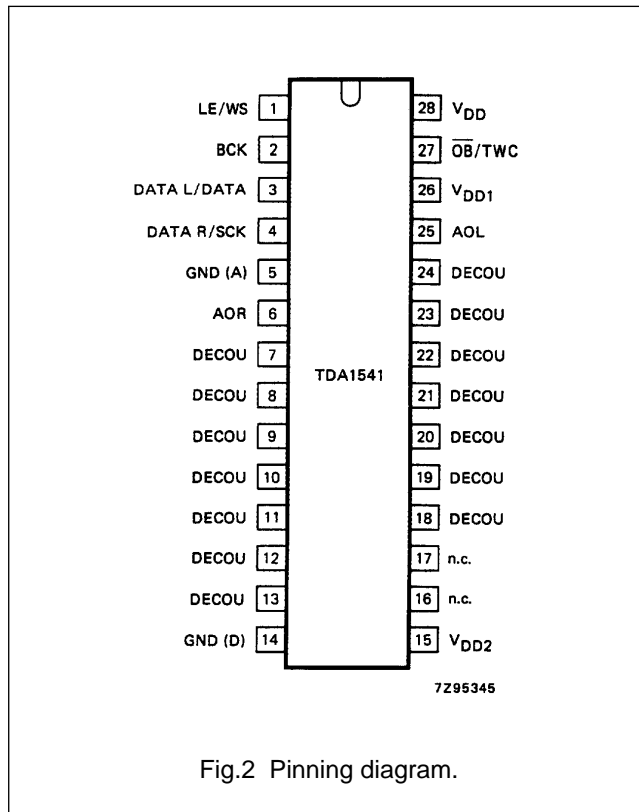 LE/WS 1 28 VDD
BCK 2 27 O̅B̅/TWC
DATA L/DATA 3 26 VDD1
DATA R/SCK 4 25 AOL
GND (A) 5 24 DECOU
AOR 6 23 DECOU
DECOU 7 22 DECOU
TDA1541
DECOU 8 21 DECOU
DECOU 9 20 DECOU
DECOU 10 19 DECOU
DECOU 11 18 DECOU
DECOU 12 17 n.c.
DECOU 13 16 n.c.
GND (D) 14 15 VDD2
7Z95345
Fig.2 Pinning diagram.